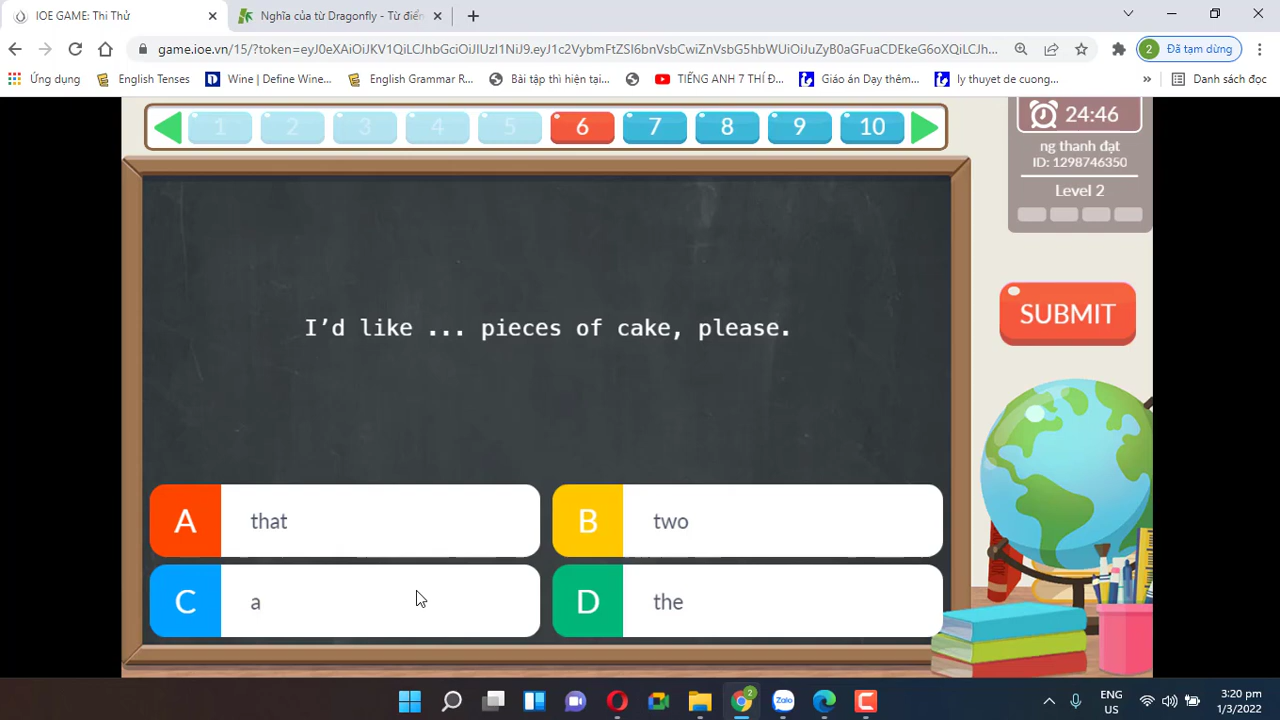 IOE GAME: Thi Thử
Nghĩa của từ Dragonfly - Từ điển
game.ioe.vn/15/?token=
2 Đã tạm dừng
Ứng dụng
English Tenses
Wine | Define Wine...
English Grammar R...
Bài tập thì hiện tại...
TIẾNG ANH 7 THÍ Đ...
Giáo án Dạy thêm...
ly thuyet de cuong...
»
Danh sách đọc
1 2 3 4 5 6 7 8 9 10
24:46
ng thanh đạt
ID: 1298746350
Level 2
I'd like ... pieces of cake, please.
SUBMIT
A that
B two
C a
D the
2
Zalo
ENG
US
3:20 pm
1/3/2022